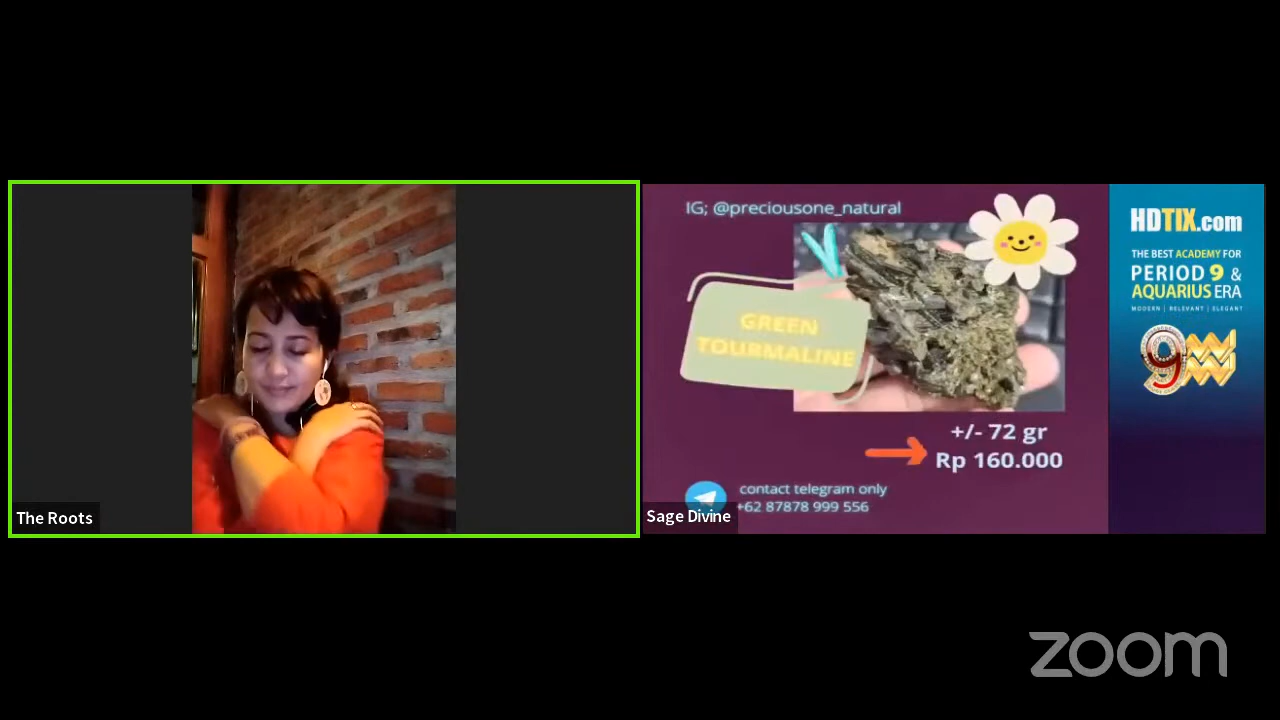 The Roots
IG; @preciousone_natural
GREEN
TOURMALINE
+/- 72 gr
Rp 160.000
contact telegram only
+62 87878 999 556
Sage Divine
HDTIX.com
THE BEST ACADEMY FOR
PERIOD 9 &
AQUARIUS ERA
MODERN | RELEVANT | ELEGANT
9
zoom